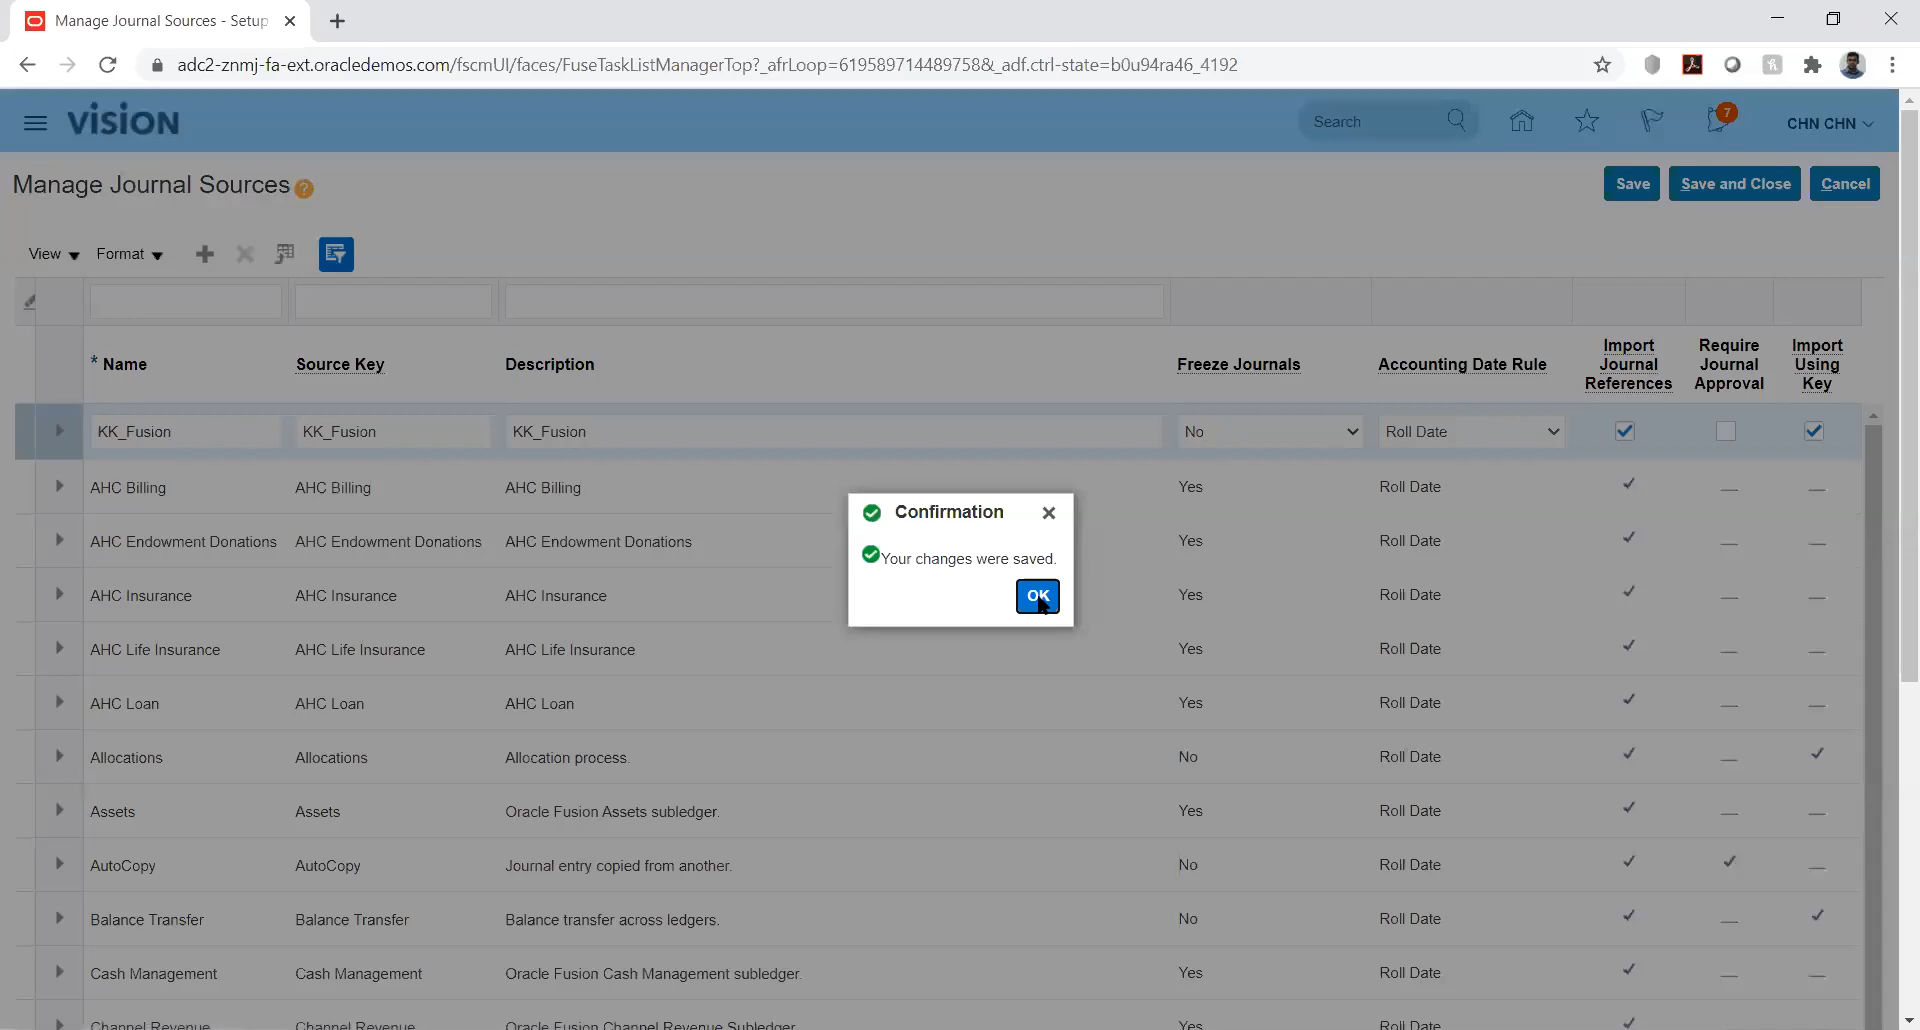 Manage Journal Sources - Setup
adc2-znmj-fa-ext.oracledemos.com/fscmUI/faces/FuseTaskListManagerTop?_afrLoop=6195897144897588&_adf.ctrl-state=b0u94ra46_4192
VISION
Search
7
CHN CHN
Manage Journal Sources
?
Save
Save and Close
Cancel
View
Format
* Name
Source Key
Description
Freeze Journals
Accounting Date Rule
Import Journal References
Require Journal Approval
Import Using Key
KK_Fusion KK_Fusion KK_Fusion No Roll Date
AHC Billing AHC Billing AHC Billing Yes Roll Date
AHC Endowment Donations AHC Endowment Donations AHC Endowment Donations Yes Roll Date
AHC Insurance AHC Insurance AHC Insurance Yes Roll Date
AHC Life Insurance AHC Life Insurance AHC Life Insurance Yes Roll Date
AHC Loan AHC Loan AHC Loan Yes Roll Date
Allocations Allocations Allocation process. No Roll Date
Assets Assets Oracle Fusion Assets subledger. Yes Roll Date
AutoCopy AutoCopy Journal entry copied from another. No Roll Date
Balance Transfer Balance Transfer Balance transfer across ledgers. No Roll Date
Cash Management Cash Management Oracle Fusion Cash Management subledger. Yes Roll Date
Channel Revenue Channel Revenue Oracle Fusion Channel Revenue Subledger Yes Roll Date
Confirmation
Your changes were saved.
OK